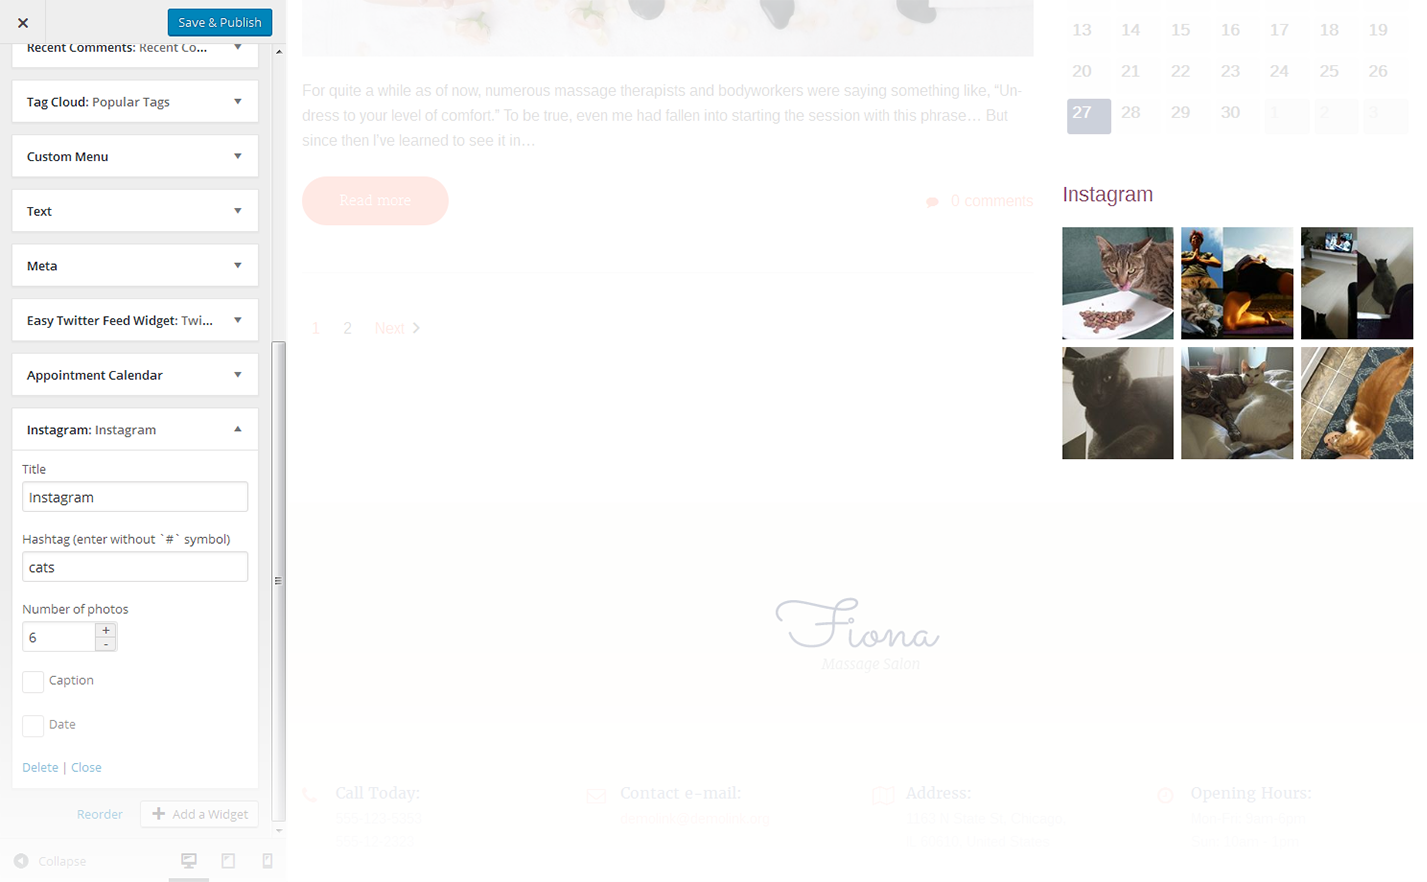 Save & Publish
Recent Comments: Recent Co...
Tag Cloud: Popular Tags
Custom Menu
Text
Meta
Easy Twitter Feed Widget: Twi...
Appointment Calendar
Instagram: Instagram
Title
Instagram
Hashtag (enter without `#` symbol)
cats
Number of photos
6
+
-
Caption
Date
Delete | Close
Reorder
Add a Widget
Collapse
For quite a while as of now, numerous massage therapists and bodyworkers were saying something like, “Un-
dress to your level of comfort.” To be true, even me had fallen into starting the session with this phrase… But
since then I've learned to see it in…
Read more
0 comments
1 2 Next
13 14 15 16 17 18 19
20 21 22 23 24 25 26
27 28 29 30 1 2 3
Instagram
Fiona
Massage Salon
Call Today:
Contact e-mail:
Address:
Opening Hours: